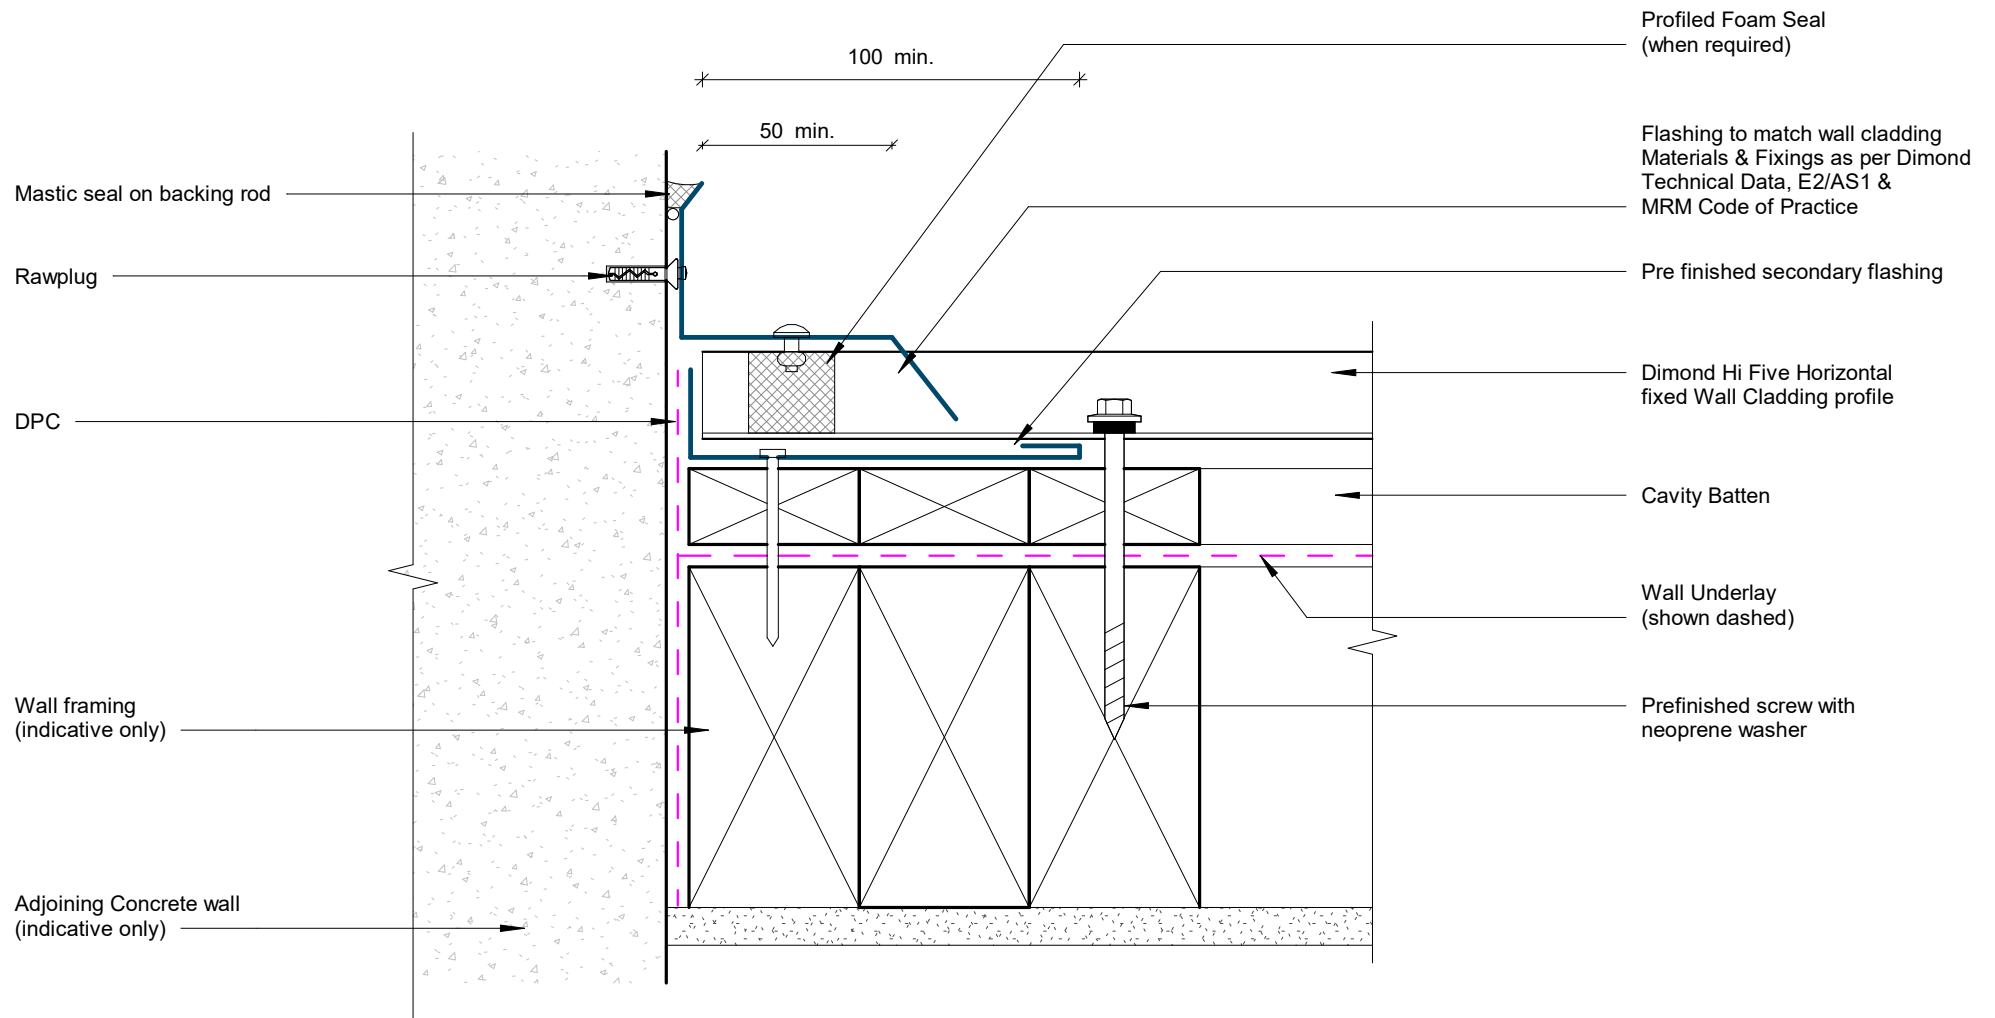 100 min.
50 min.
Mastic seal on backing rod
Rawplug
DPC
Wall framing
(indicative only)
Adjoining Concrete wall
(indicative only)
Profiled Foam Seal
(when required)
Flashing to match wall cladding
Materials & Fixings as per Dimond
Technical Data, E2/AS1 &
MRM Code of Practice
Pre finished secondary flashing
Dimond Hi Five Horizontal
fixed Wall Cladding profile
Cavity Batten
Wall Underlay
(shown dashed)
Prefinished screw with
neoprene washer